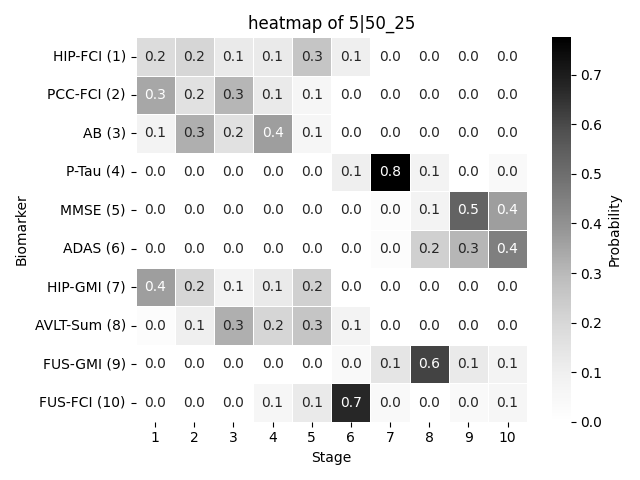 heatmap of 5|50_25
HIP-FCI (1) 0.2 0.2 0.1 0.1 0.3 0.1 0.0 0.0 0.0 0.0
PCC-FCI (2) 0.3 0.2 0.3 0.1 0.1 0.0 0.0 0.0 0.0 0.0
AB (3) 0.1 0.3 0.2 0.4 0.1 0.0 0.0 0.0 0.0 0.0
P-Tau (4) 0.0 0.0 0.0 0.0 0.0 0.1 0.8 0.1 0.0 0.0
MMSE (5) 0.0 0.0 0.0 0.0 0.0 0.0 0.0 0.1 0.5 0.4
ADAS (6) 0.0 0.0 0.0 0.0 0.0 0.0 0.0 0.2 0.3 0.4
HIP-GMI (7) 0.4 0.2 0.1 0.1 0.2 0.0 0.0 0.0 0.0 0.0
AVLT-Sum (8) 0.0 0.1 0.3 0.2 0.3 0.1 0.0 0.0 0.0 0.0
FUS-GMI (9) 0.0 0.0 0.0 0.0 0.0 0.0 0.1 0.6 0.1 0.1
FUS-FCI (10) 0.0 0.0 0.0 0.1 0.1 0.7 0.0 0.0 0.0 0.1
1 2 3 4 5 6 7 8 9 10
Stage
Biomarker
0.7
0.6
0.5
0.4
0.3
0.2
0.1
0.0
Probability